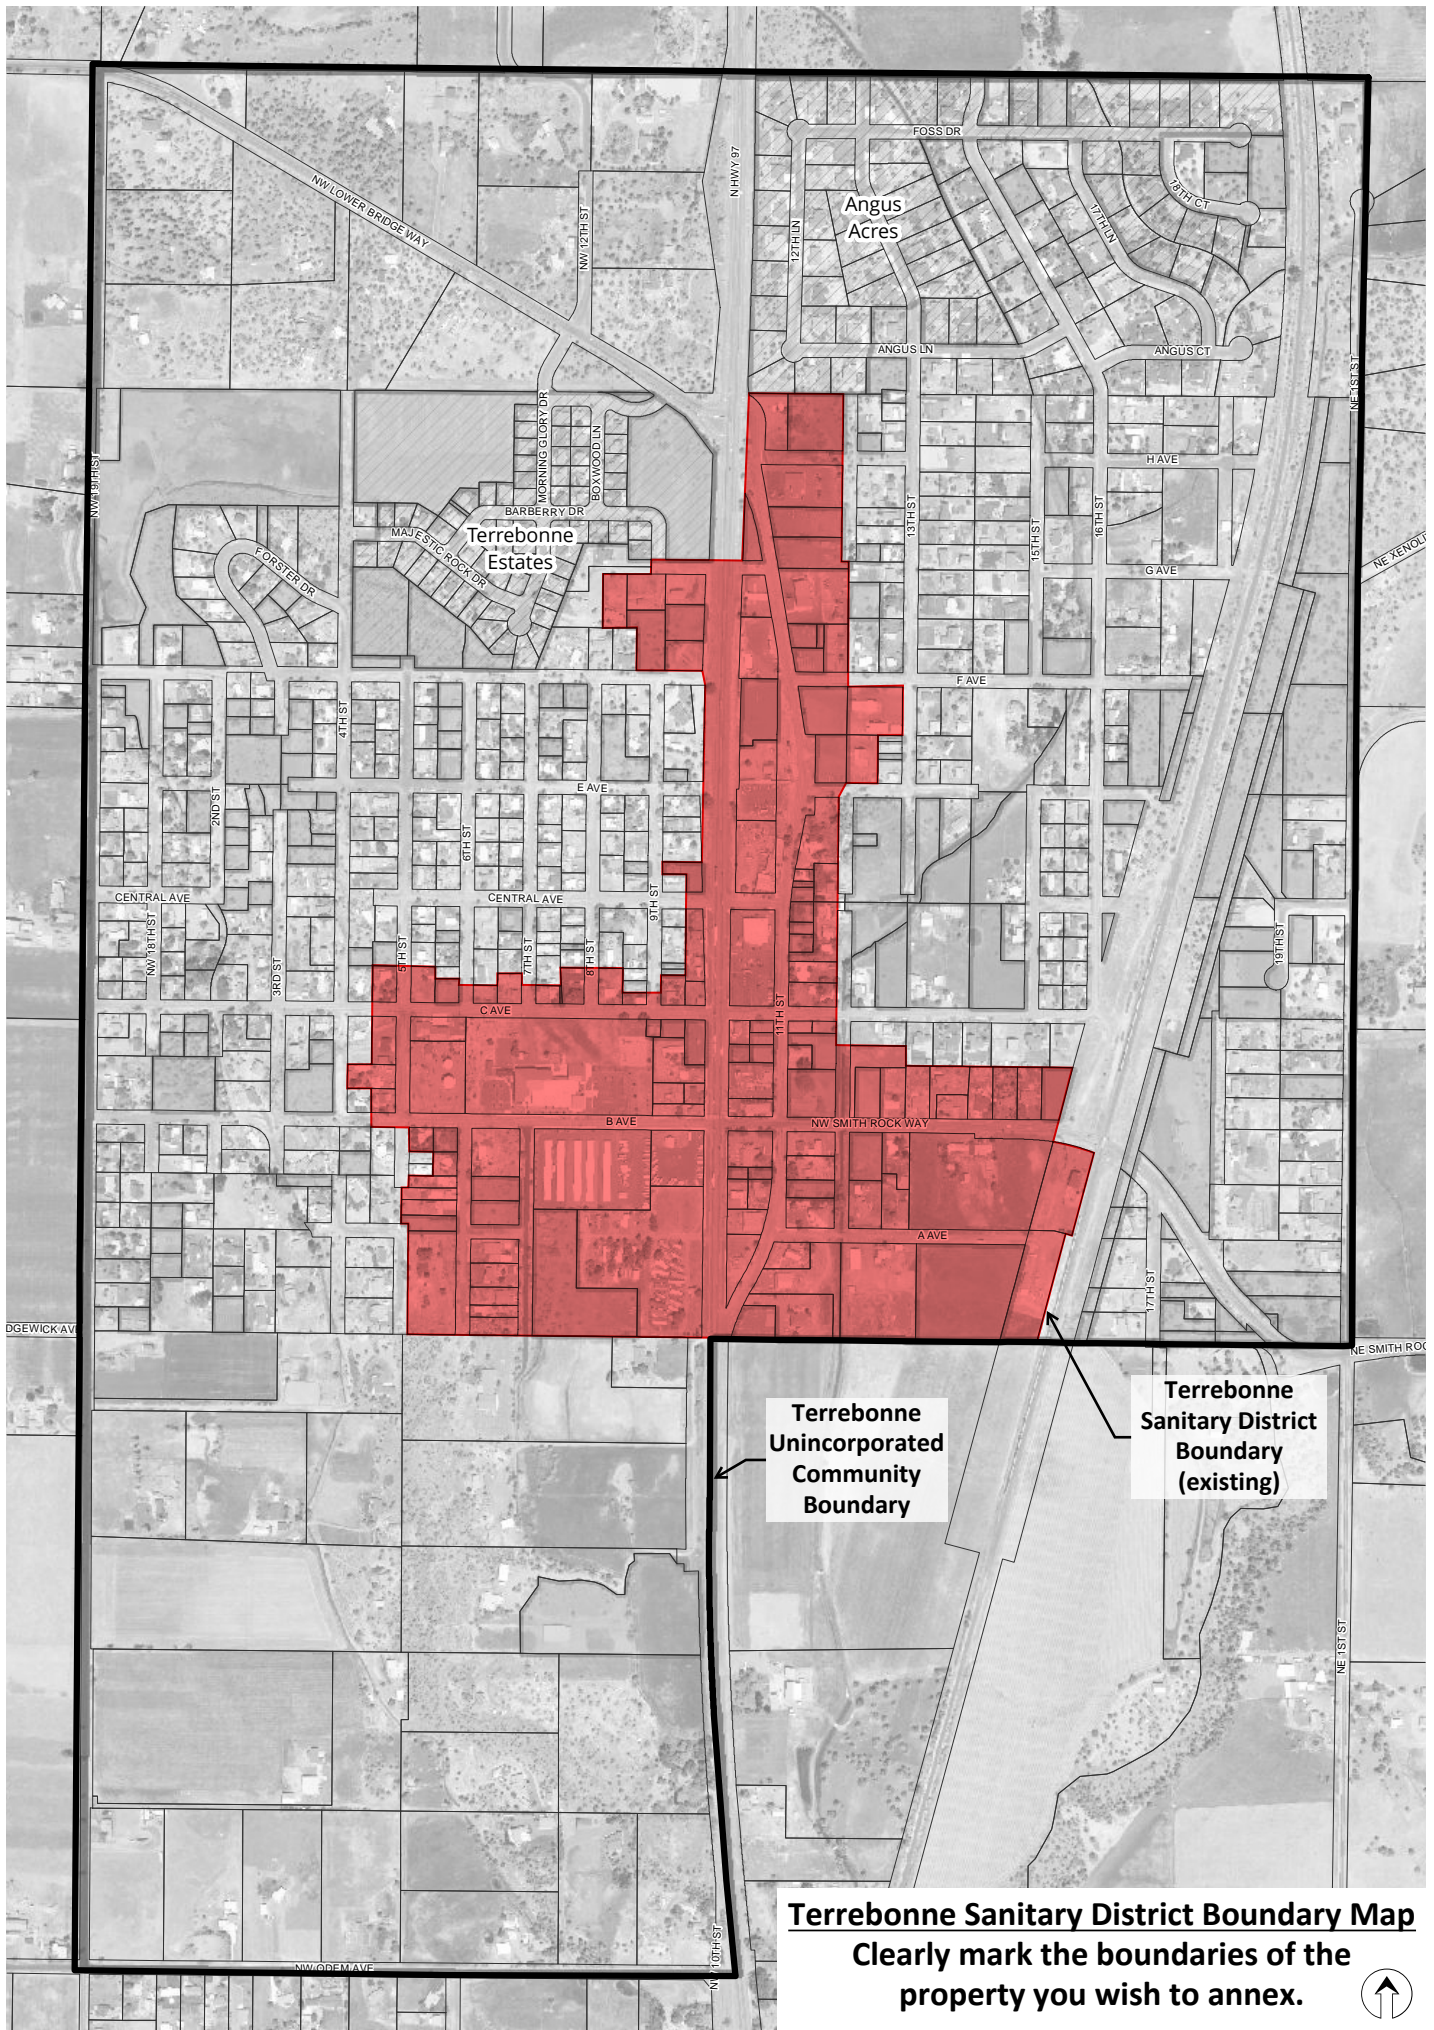 FOSS DR
N HWY 97
NW LOWER BRIDGE WAY
18TH CT
Angus
Acres
17TH LN
12TH LN
NW 12TH ST
ANGUS LN
ANGUS CT
NE 1ST ST
MORNING GLORY DR
BOXWOOD LN
H AVE
NW 19TH ST
BARBERRY DR
13TH ST
15TH ST
16TH ST
MAJESTIC ROCK DR
Terrebonne
Estates
FORSTER DR
G AVE
NE XENOLI
F AVE
4TH ST
E AVE
2ND ST
6TH ST
CENTRAL AVE
CENTRAL AVE
9TH ST
NW 18TH ST
3RD ST
5TH ST
7TH ST
8TH ST
19TH ST
C AVE
11TH ST
B AVE
NW SMITH ROCK WAY
A AVE
17TH ST
DGEWICK AV
NE SMITH ROC
Terrebonne
Sanitary District
Boundary
(existing)
Terrebonne
Unincorporated
Community
Boundary
NE 1ST ST
NW 10TH ST
NW ODEM AVE
Terrebonne Sanitary District Boundary Map
Clearly mark the boundaries of the
property you wish to annex.